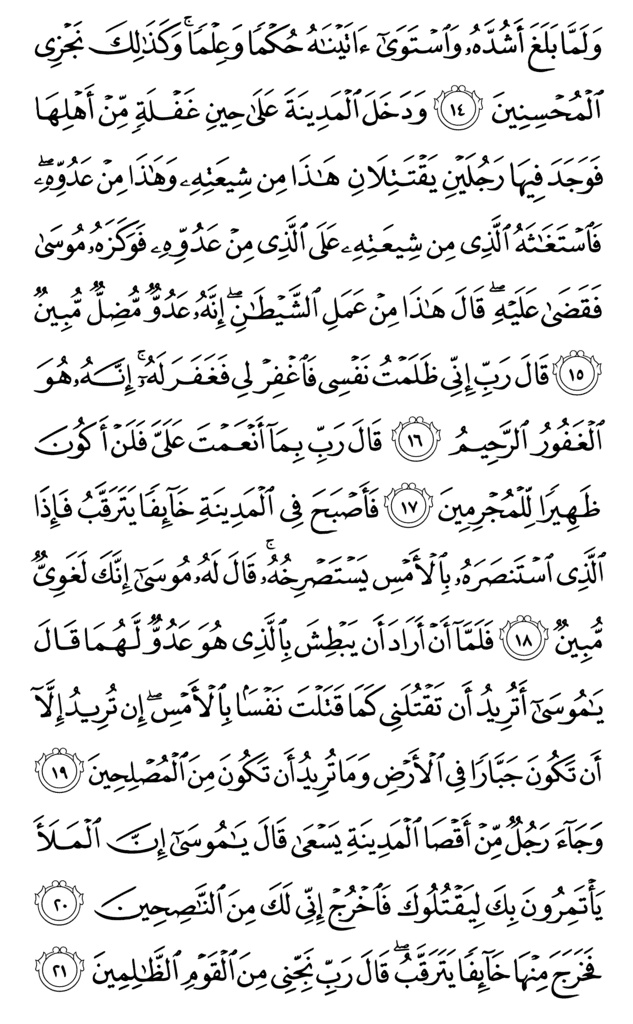 وَلَمَّا بَلَغَ أَشُدَّهُۥ وَٱسْتَوَىٰٓ ءَاتَيْنَٰهُ حُكْمًا وَعِلْمًا ۚ وَكَذَٰلِكَ نَجْزِى
ٱلْمُحْسِنِينَ ١٤ وَدَخَلَ ٱلْمَدِينَةَ عَلَىٰ حِينِ غَفْلَةٍ مِّنْ أَهْلِهَا
فَوَجَدَ فِيهَا رَجُلَيْنِ يَقْتَتِلَانِ هَٰذَا مِن شِيعَتِهِۦ وَهَٰذَا مِنْ عَدُوِّهِۦ ۖ
فَٱسْتَغَٰثَهُ ٱلَّذِى مِن شِيعَتِهِۦ عَلَى ٱلَّذِى مِنْ عَدُوِّهِۦ فَوَكَزَهُۥ مُوسَىٰ
فَقَضَىٰ عَلَيْهِ ۖ قَالَ هَٰذَا مِنْ عَمَلِ ٱلشَّيْطَٰنِ ۖ إِنَّهُۥ عَدُوٌّ مُّضِلٌّ مُّبِينٌ
١٥ قَالَ رَبِّ إِنِّى ظَلَمْتُ نَفْسِى فَٱغْفِرْ لِى فَغَفَرَ لَهُۥٓ ۚ إِنَّهُۥ هُوَ
ٱلْغَفُورُ ٱلرَّحِيمُ ١٦ قَالَ رَبِّ بِمَآ أَنْعَمْتَ عَلَىَّ فَلَنْ أَكُونَ
ظَهِيرًا لِّلْمُجْرِمِينَ ١٧ فَأَصْبَحَ فِى ٱلْمَدِينَةِ خَآئِفًا يَتَرَقَّبُ فَإِذَا
ٱلَّذِى ٱسْتَنصَرَهُۥ بِٱلْأَمْسِ يَسْتَصْرِخُهُۥ ۚ قَالَ لَهُۥ مُوسَىٰٓ إِنَّكَ لَغَوِىٌّ
مُّبِينٌ ١٨ فَلَمَّآ أَنْ أَرَادَ أَن يَبْطِشَ بِٱلَّذِى هُوَ عَدُوٌّ لَّهُمَا قَالَ
يَٰمُوسَىٰٓ أَتُرِيدُ أَن تَقْتُلَنِى كَمَا قَتَلْتَ نَفْسًۢا بِٱلْأَمْسِ ۖ إِن تُرِيدُ إِلَّآ
أَن تَكُونَ جَبَّارًا فِى ٱلْأَرْضِ وَمَا تُرِيدُ أَن تَكُونَ مِنَ ٱلْمُصْلِحِينَ ١٩
وَجَآءَ رَجُلٌ مِّنْ أَقْصَا ٱلْمَدِينَةِ يَسْعَىٰ قَالَ يَٰمُوسَىٰٓ إِنَّ ٱلْمَلَأَ
يَأْتَمِرُونَ بِكَ لِيَقْتُلُوكَ فَٱخْرُجْ إِنِّى لَكَ مِنَ ٱلنَّٰصِحِينَ ٢٠
فَخَرَجَ مِنْهَا خَآئِفًا يَتَرَقَّبُ ۖ قَالَ رَبِّ نَجِّنِى مِنَ ٱلْقَوْمِ ٱلظَّٰلِمِينَ ٢١